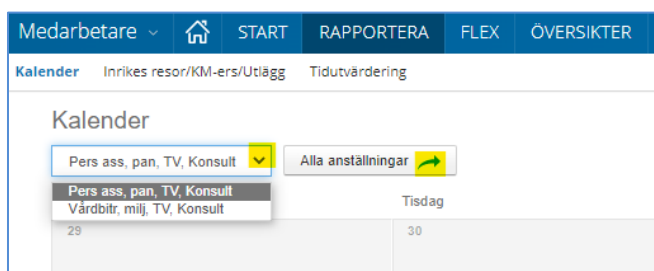 Medarbetare START RAPPORTERA FLEX ÖVERSIKTER
Kalender Inrikes resor/KM-ers/Utlägg Tidutvärdering
Kalender
Pers ass, pan, TV, Konsult Alla anställningar
Pers ass, pan, TV, Konsult
Vårdbitr, milj, TV, Konsult
Tisdag
29 30